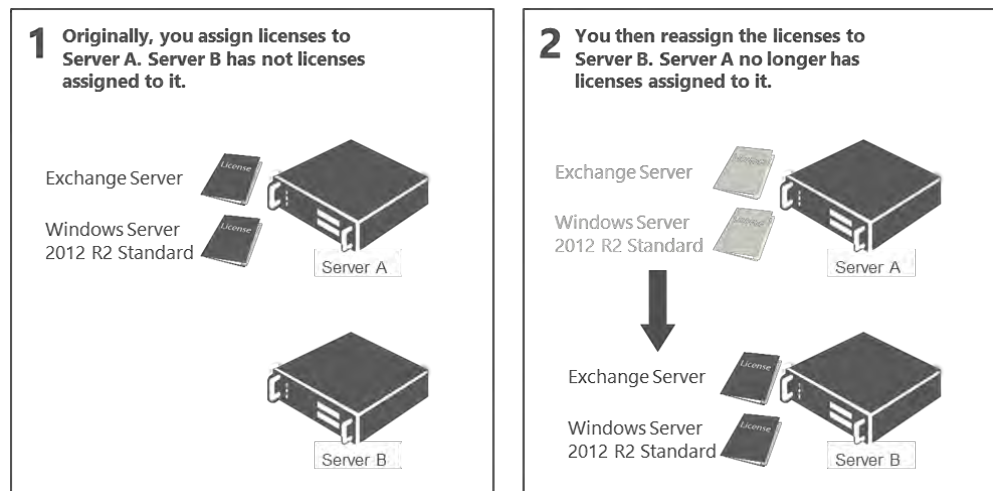 1 Originally, you assign licenses to
Server A. Server B has not licenses
assigned to it.
Exchange Server
License
Windows Server
2012 R2 Standard
License
Server A
Server B
2 You then reassign the licenses to
Server B. Server A no longer has
licenses assigned to it.
Exchange Server
Windows Server
2012 R2 Standard
Server A
Exchange Server
License
Windows Server
2012 R2 Standard
License
Server B